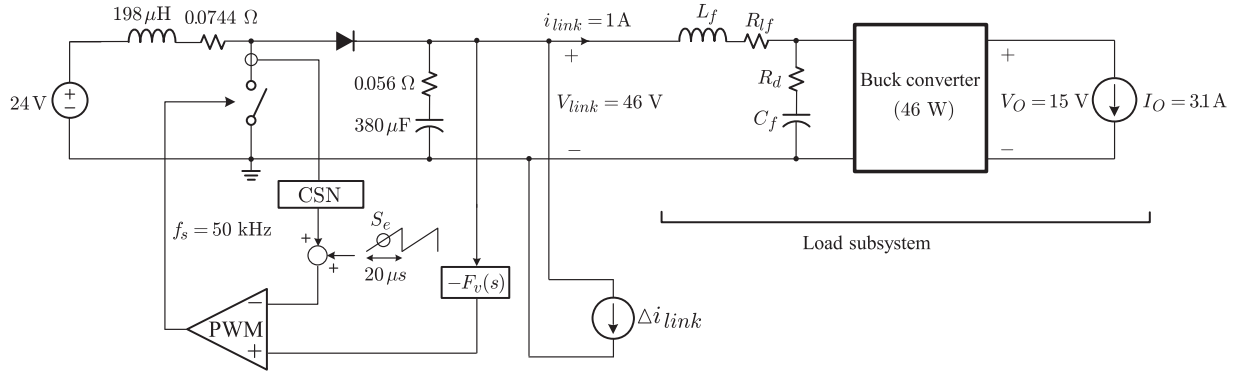 198 μH 0.0744 Ω
i_link = 1A
L_f
R_lf
24 V
+
−
0.056 Ω
380 μF
+
V_link = 46 V
−
R_d
C_f
Buck converter
(46 W)
+
V_O = 15 V
−
I_O = 3.1 A
CSN
f_s = 50 kHz
S_e
+
+
20 μs
−F_v(s)
Load subsystem
Δi_link
−
PWM
+